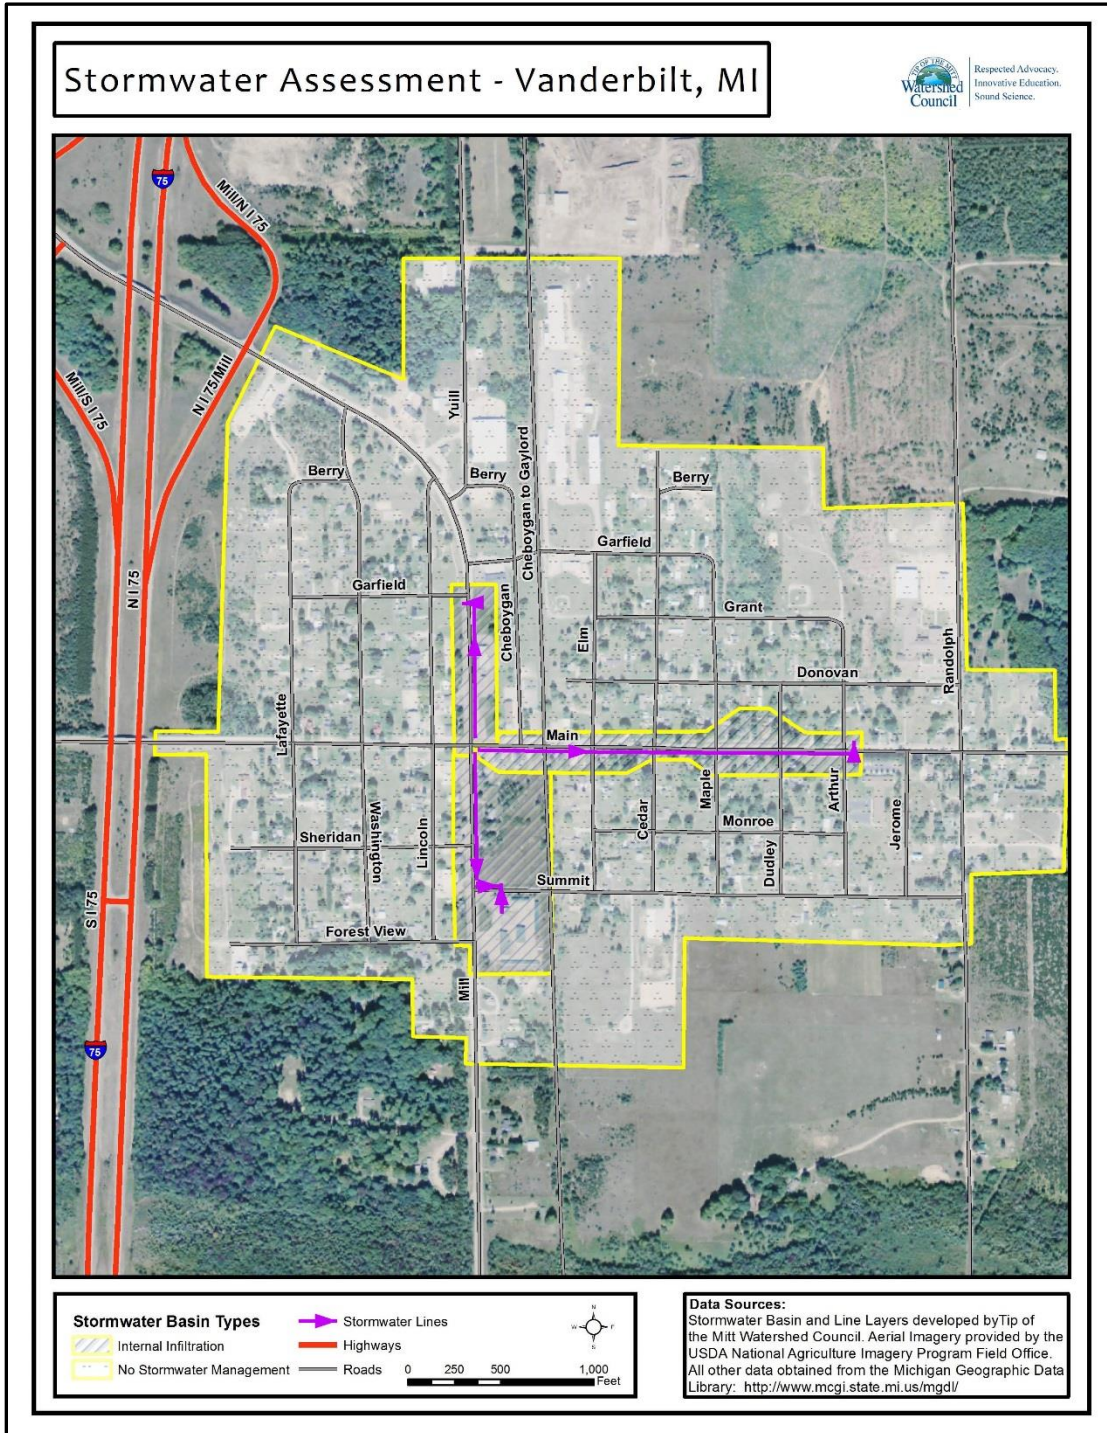 Stormwater Assessment - Vanderbilt, MI
TIP OF THE MITT
Watershed
Council
Respected Advocacy.
Innovative Education.
Sound Science.
75
Mill/N I 75
Mill/S I 75
N I 75/Mill
Yuill
Cheboygan to Gaylord
Berry
Berry
Berry
Garfield
N I 75
Garfield
Cheboygan
Grant
Elm
Donovan
Randolph
Lafayette
Main
Maple
Arthur
Cedar
Washington
Lincoln
Sheridan
Monroe
Jerome
Dudley
Summit
S I 75
Forest View
Mill
75
Stormwater Basin Types
Internal Infiltration
No Stormwater Management
Stormwater Lines
Highways
Roads
N
W
E
S
0 250 500 1,000
Feet
Data Sources:
Stormwater Basin and Line Layers developed byTip of
the Mitt Watershed Council. Aerial Imagery provided by the
USDA National Agriculture Imagery Program Field Office.
All other data obtained from the Michigan Geographic Data
Library: http://www.mcgi.state.mi.us/mgdl/